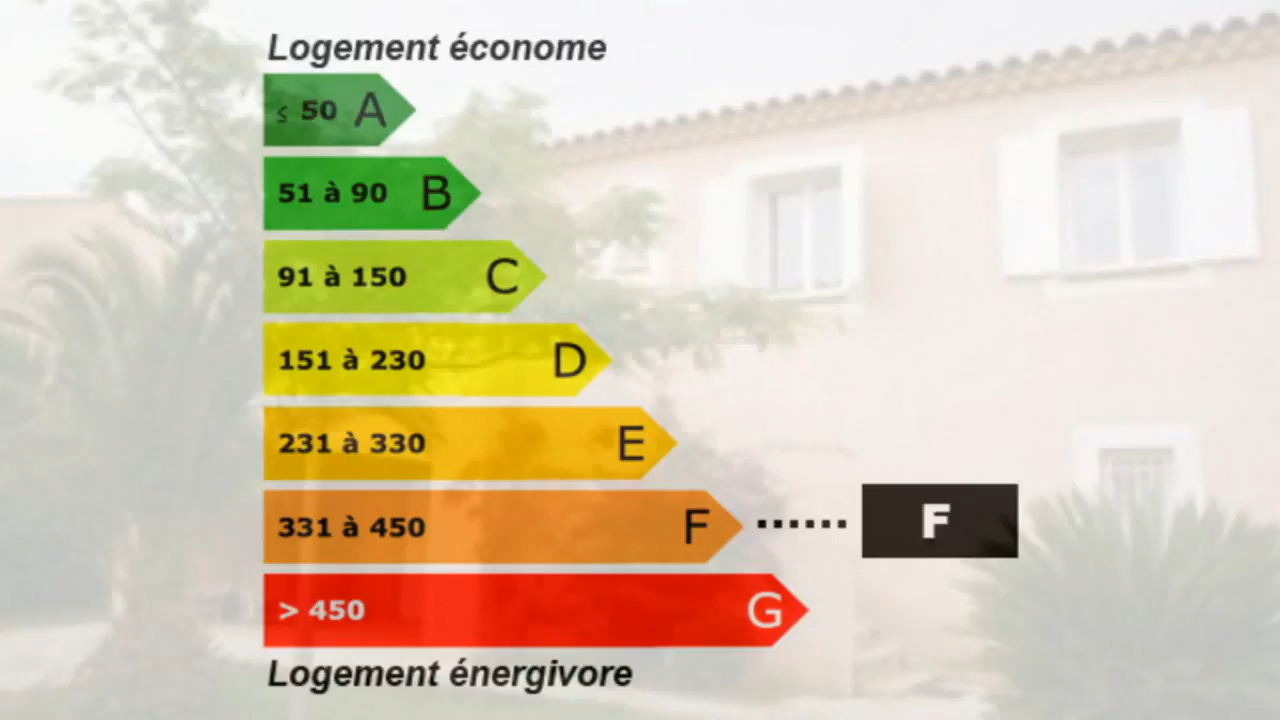 Logement économe
≤ 50 A
51 à 90 B
91 à 150 C
151 à 230 D
231 à 330 E
331 à 450 F F
> 450 G
Logement énergivore